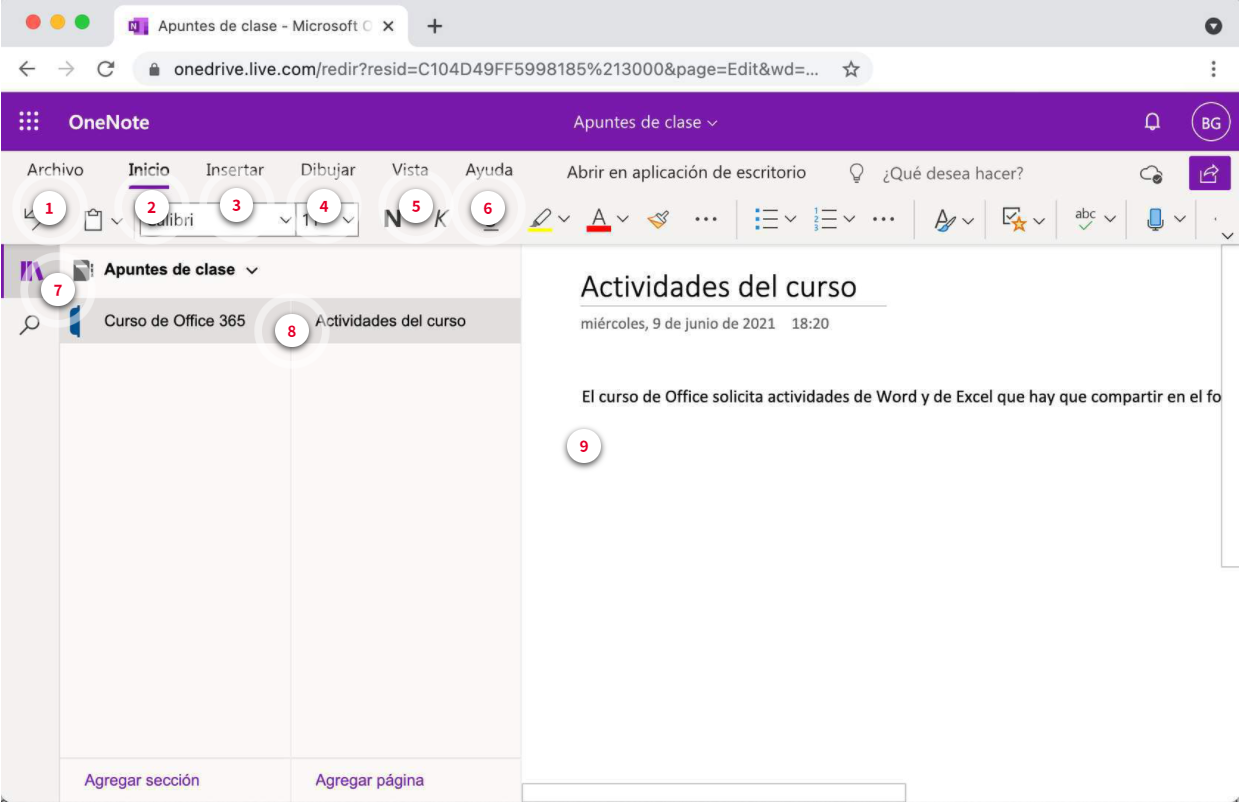 Apuntes de clase - Microsoft O
onedrive.live.com/redir?resid=C104D49FF5998185%213000&page=Edit&wd=...
OneNote
Apuntes de clase
BG
Archivo Inicio Insertar Dibujar Vista Ayuda Abrir en aplicación de escritorio ¿Qué desea hacer?
1 2 3 4 5 6
N K A abc
7
Apuntes de clase
Curso de Office 365
8
Actividades del curso
Agregar sección
Agregar página
Actividades del curso
miércoles, 9 de junio de 2021 18:20
El curso de Office solicita actividades de Word y de Excel que hay que compartir en el fo
9